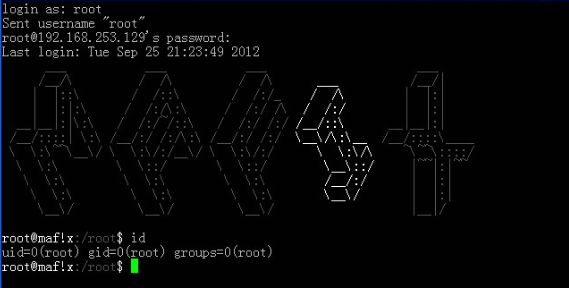 login as: root
Sent username "root"
root@192.168.253.129's password:
Last login: Tue Sep 25 21:23:49 2012
root@maf!x:/root$ id
uid=0(root) gid=0(root) groups=0(root)
root@maf!x:/root$